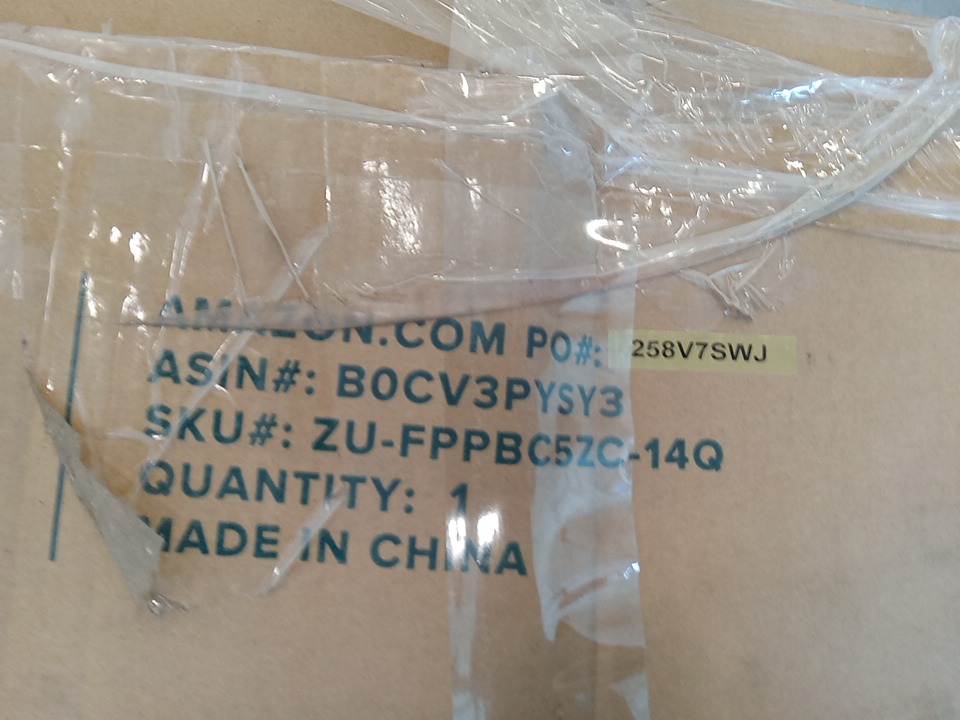 AMAZON.COM PO#: 258V7SWJ
ASIN#: B0CV3PYSY3
SKU#: ZU-FPPBC5ZC-14Q
QUANTITY: 1
MADE IN CHINA